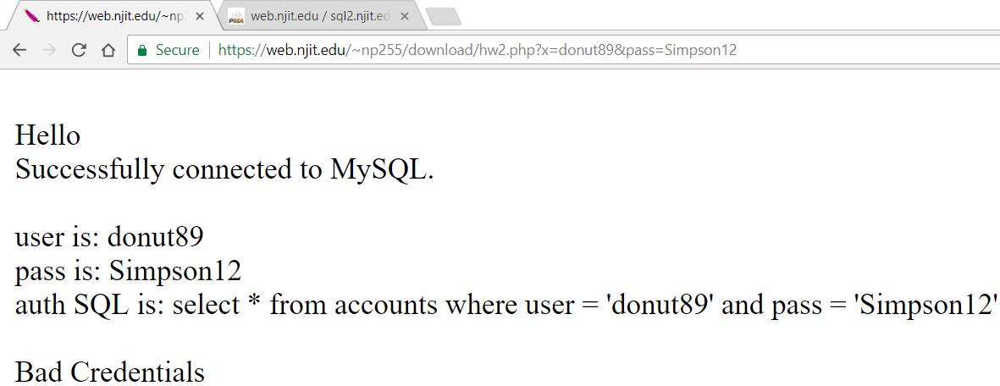 https://web.njit.edu/~np
web.njit.edu / sql2.njit.ed
Secure
https://web.njit.edu/~np255/download/hw2.php?x=donut89&pass=Simpson12
Hello
Successfully connected to MySQL.
user is: donut89
pass is: Simpson12
auth SQL is: select * from accounts where user = 'donut89' and pass = 'Simpson12'
Bad Credentials